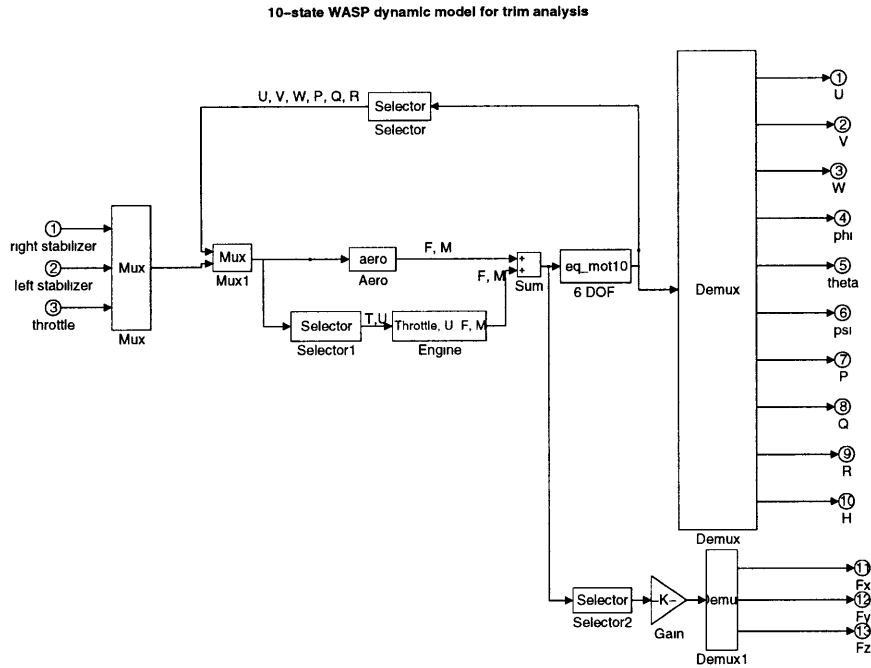 10-state WASP dynamic model for trim analysis
1
U
U, V, W, P, Q, R
Selector
Selector
2
V
3
W
1
right stabilizer
4
phi
2
left stabilizer
Mux
Mux
Mux
Mux1
aero
Aero
F, M
+
+
Sum
F, M
eq_mot10
6 DOF
Demux
Demux
5
theta
3
throttle
Selector
Selector1
T,U
Throttle, U F, M
Engine
6
psi
7
P
8
Q
9
R
10
H
Selector
Selector2
-K-
Gain
Demu
Demux1
11
Fx
12
Fy
13
Fz